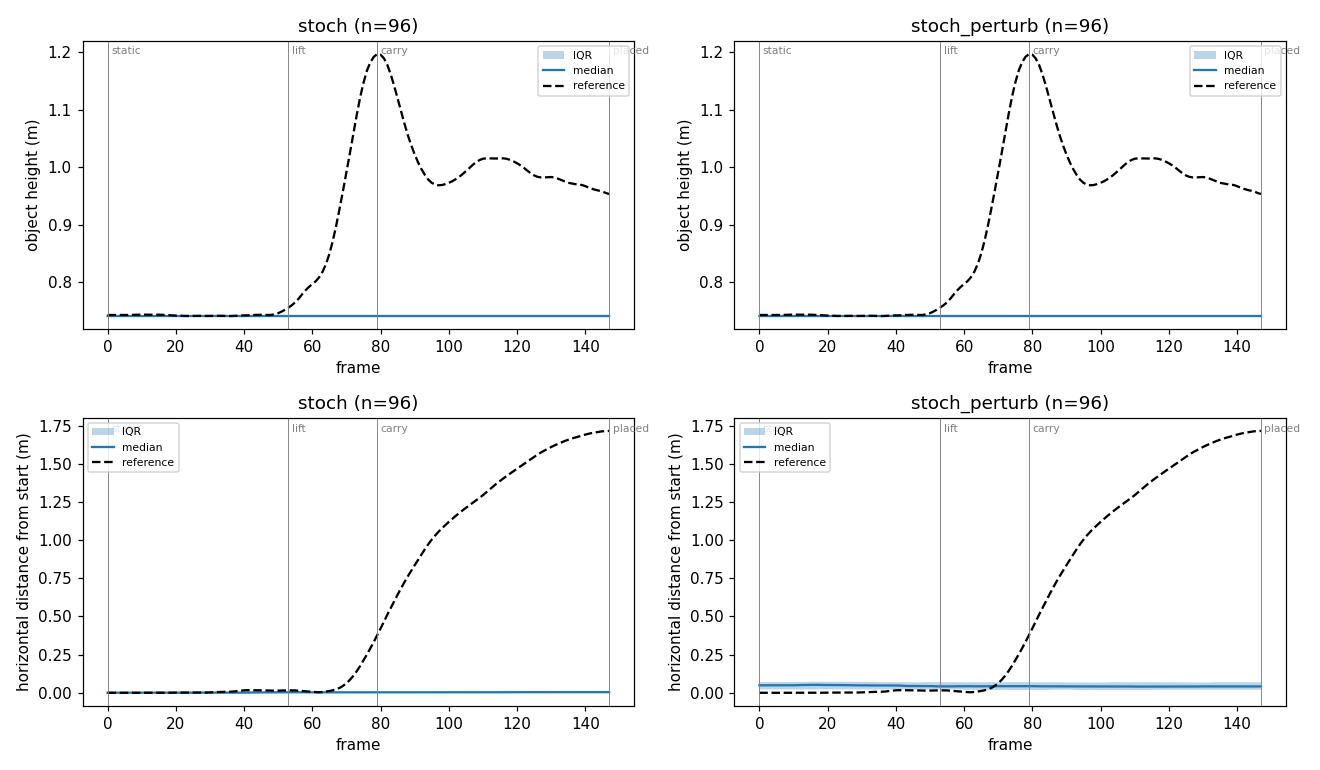 stoch (n=96)
object height (m)
1.2
1.1
1.0
0.9
0.8
static
lift
carry
placed
IQR
median
reference
0 20 40 60 80 100 120 140
frame
stoch_perturb (n=96)
object height (m)
1.2
1.1
1.0
0.9
0.8
static
lift
carry
placed
IQR
median
reference
0 20 40 60 80 100 120 140
frame
stoch (n=96)
horizontal distance from start (m)
1.75
1.50
1.25
1.00
0.75
0.50
0.25
0.00
IQR
median
reference
lift
carry
placed
0 20 40 60 80 100 120 140
frame
stoch_perturb (n=96)
horizontal distance from start (m)
1.75
1.50
1.25
1.00
0.75
0.50
0.25
0.00
IQR
median
reference
lift
carry
placed
0 20 40 60 80 100 120 140
frame